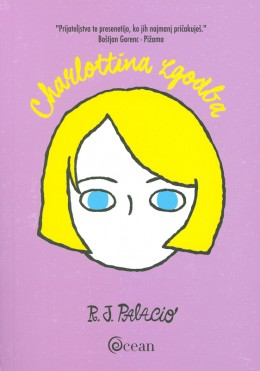 "Prijateljstva te presenetijo, ko jih najmanj pričakuješ."
Boštjan Gorenc - Pižama
Charlottina zgodba
R. J. Palacio
Ocean